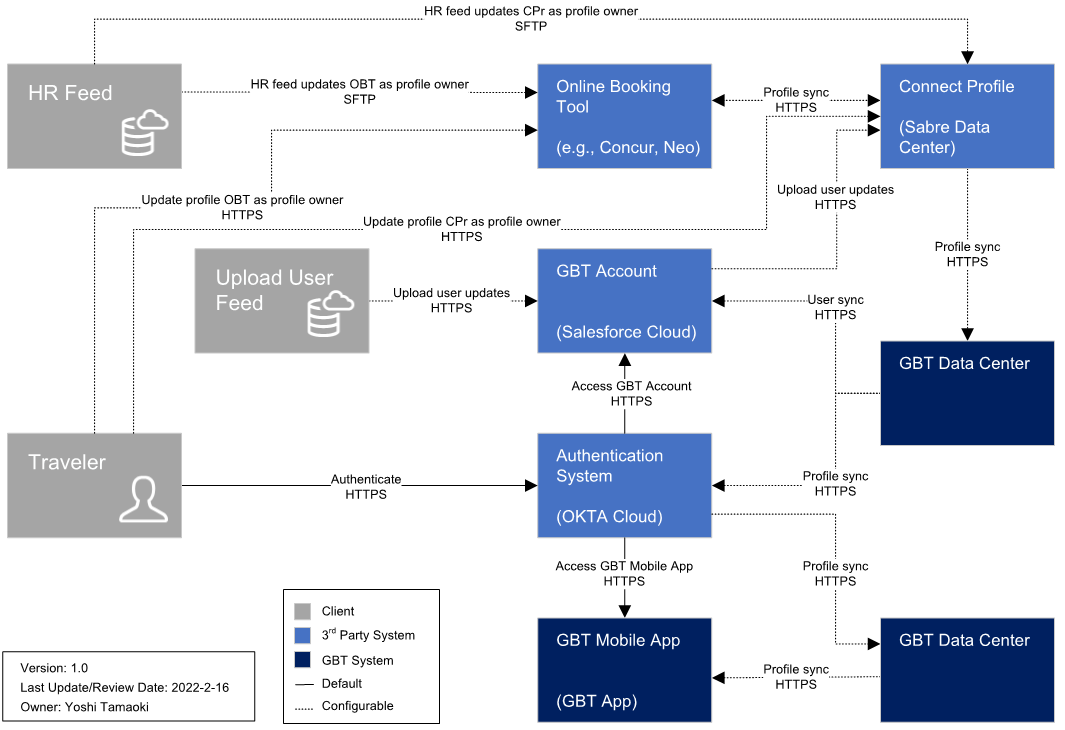 HR feed updates CPr as profile owner
SFTP
HR Feed
HR feed updates OBT as profile owner
SFTP
Online Booking
Tool
(e.g., Concur, Neo)
Profile sync
HTTPS
Connect Profile
(Sabre Data
Center)
Update profile OBT as profile owner
HTTPS
Update profile CPr as profile owner
HTTPS
Upload user updates
HTTPS
Profile sync
HTTPS
Upload User
Feed
Upload user updates
HTTPS
GBT Account
(Salesforce Cloud)
User sync
HTTPS
GBT Data Center
Access GBT Account
HTTPS
Traveler
Authenticate
HTTPS
Authentication
System
(OKTA Cloud)
Profile sync
HTTPS
Access GBT Mobile App
HTTPS
Profile sync
HTTPS
GBT Mobile App
(GBT App)
Profile sync
HTTPS
GBT Data Center
Client
3rd Party System
GBT System
Default
Configurable
Version: 1.0
Last Update/Review Date: 2022-2-16
Owner: Yoshi Tamaoki